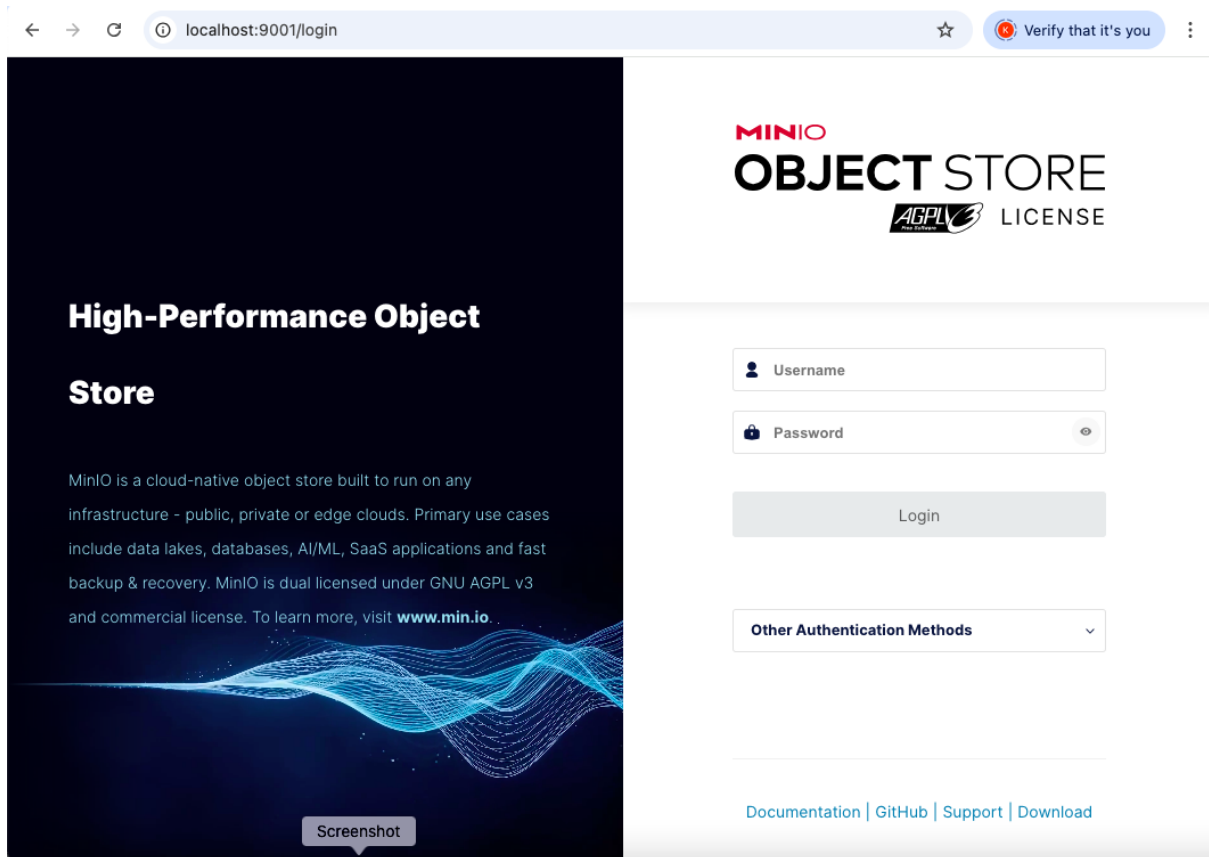 localhost:9001/login
K
Verify that it's you
MINIO
OBJECT STORE
AGPL v3
Free Software
LICENSE
High-Performance Object
Store
MinIO is a cloud-native object store built to run on any
infrastructure - public, private or edge clouds. Primary use cases
include data lakes, databases, AI/ML, SaaS applications and fast
backup & recovery. MinIO is dual licensed under GNU AGPL v3
and commercial license. To learn more, visit www.min.io.
Username
Password
Login
Other Authentication Methods
Documentation | GitHub | Support | Download
Screenshot